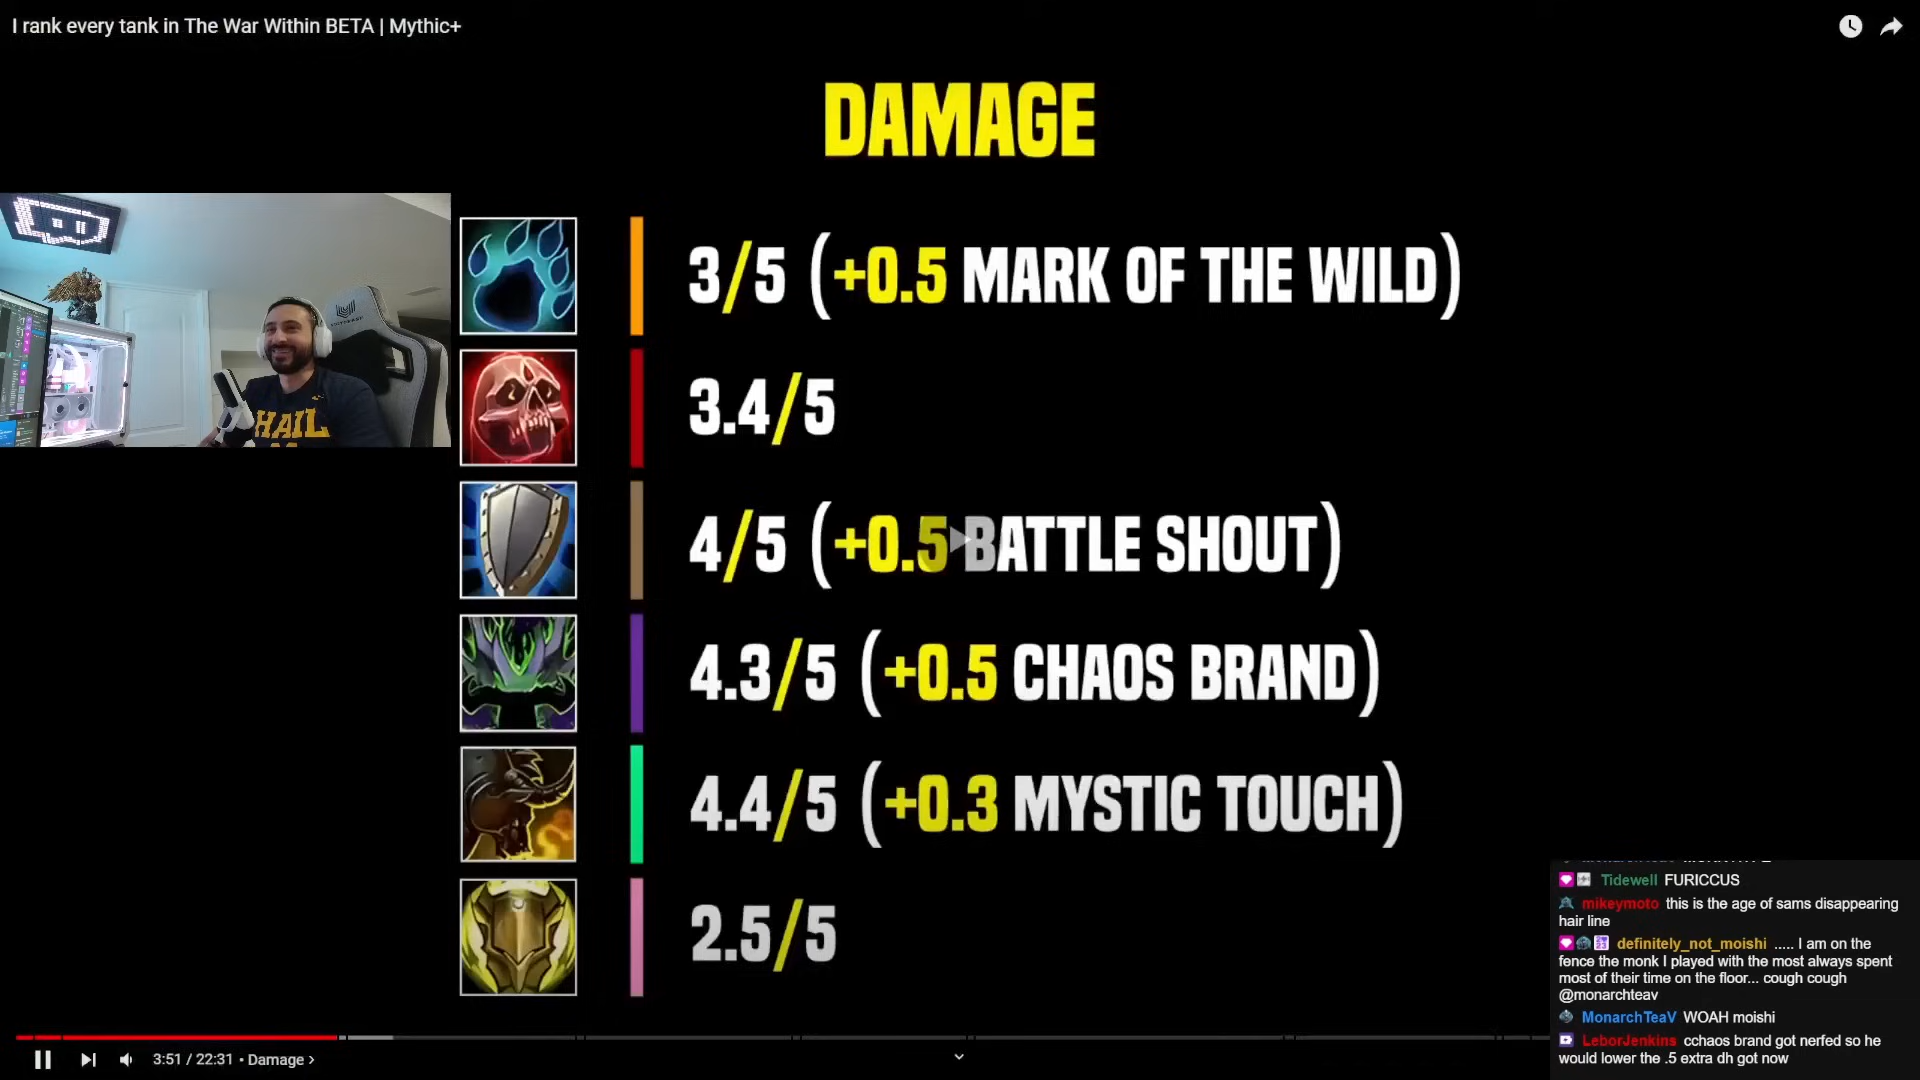 I rank every tank in The War Within BETA | Mythic+
DAMAGE
3/5 (+0.5 MARK OF THE WILD)
3.4/5
4/5 (+0.5 BATTLE SHOUT)
4.3/5 (+0.5 CHAOS BRAND)
4.4/5 (+0.3 MYSTIC TOUCH)
2.5/5
HAIL
Tidewell FURICCUS
mikeymoto this is the age of sams disappearing
hair line
definitely_not_moishi ..... I am on the
fence the monk I played with the most always spent
most of their time on the floor... cough cough
@monarchteav
MonarchTeaV WOAH moishi
LeborJenkins cchaos brand got nerfed so he
would lower the .5 extra dh got now
3:51 / 22:31 • Damage ›